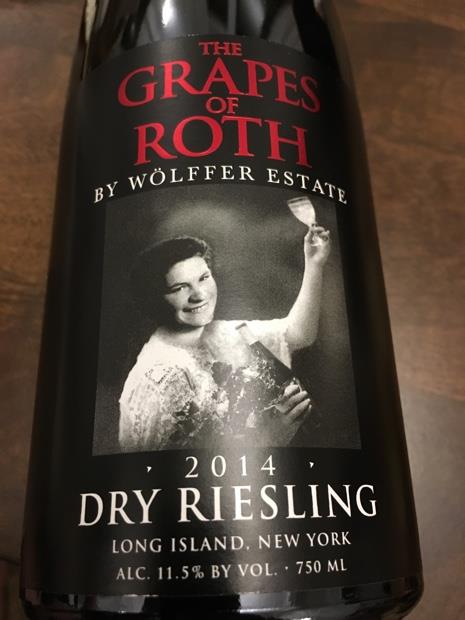 THE
GRAPES
OF
ROTH
BY WÖLFFER ESTATE
· 2014 ·
DRY RIESLING
LONG ISLAND, NEW YORK
ALC. 11.5% BY VOL. · 750 ML